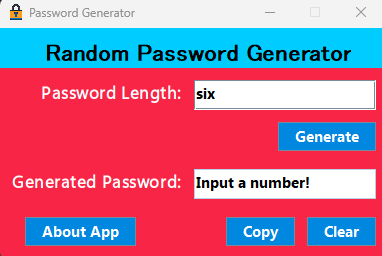 Password Generator
Random Password Generator
Password Length: six
Generate
Generated Password: Input a number!
About App Copy Clear